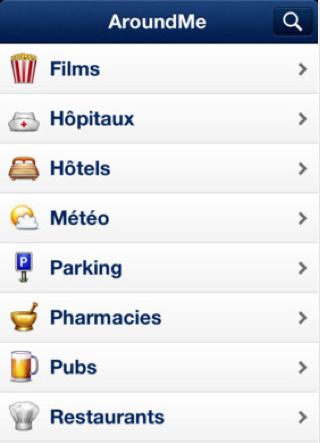 AroundMe
Films
Hôpitaux
Hôtels
Météo
P
Parking
Pharmacies
Pubs
Restaurants